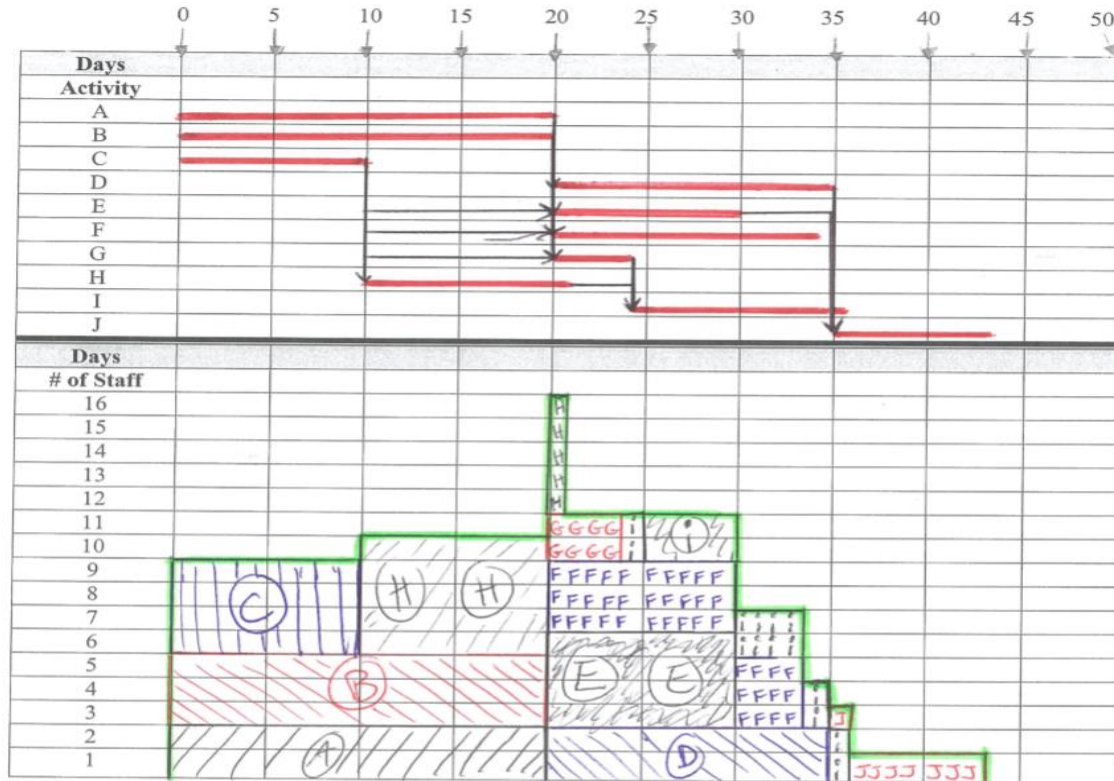 0 5 10 15 20 25 30 35 40 45 50
Days
Activity
A
B
C
D
E
F
G
H
I
J
Days
# of Staff
16 H
15 H
14 H
13 H
12 H
11 GGGG i
10 GGGG
9 FFFFF FFFFF
8 C H H FFFFF FFFFF
7 FFFFF FFFFF
6
5 FFFF
4 B E E FFFF
3 FFFF J
2
1 A D JJJJ JJJ